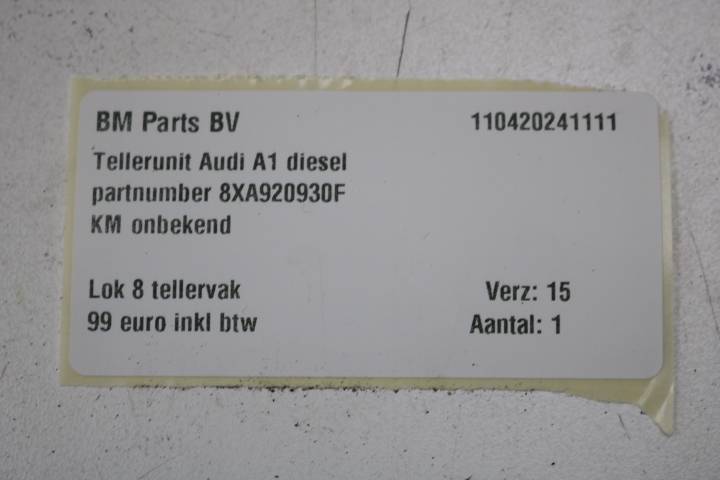 BM Parts BV 110420241111
Tellerunit Audi A1 diesel
partnumber 8XA920930F
KM onbekend
Lok 8 tellervak Verz: 15
99 euro inkl btw Aantal: 1